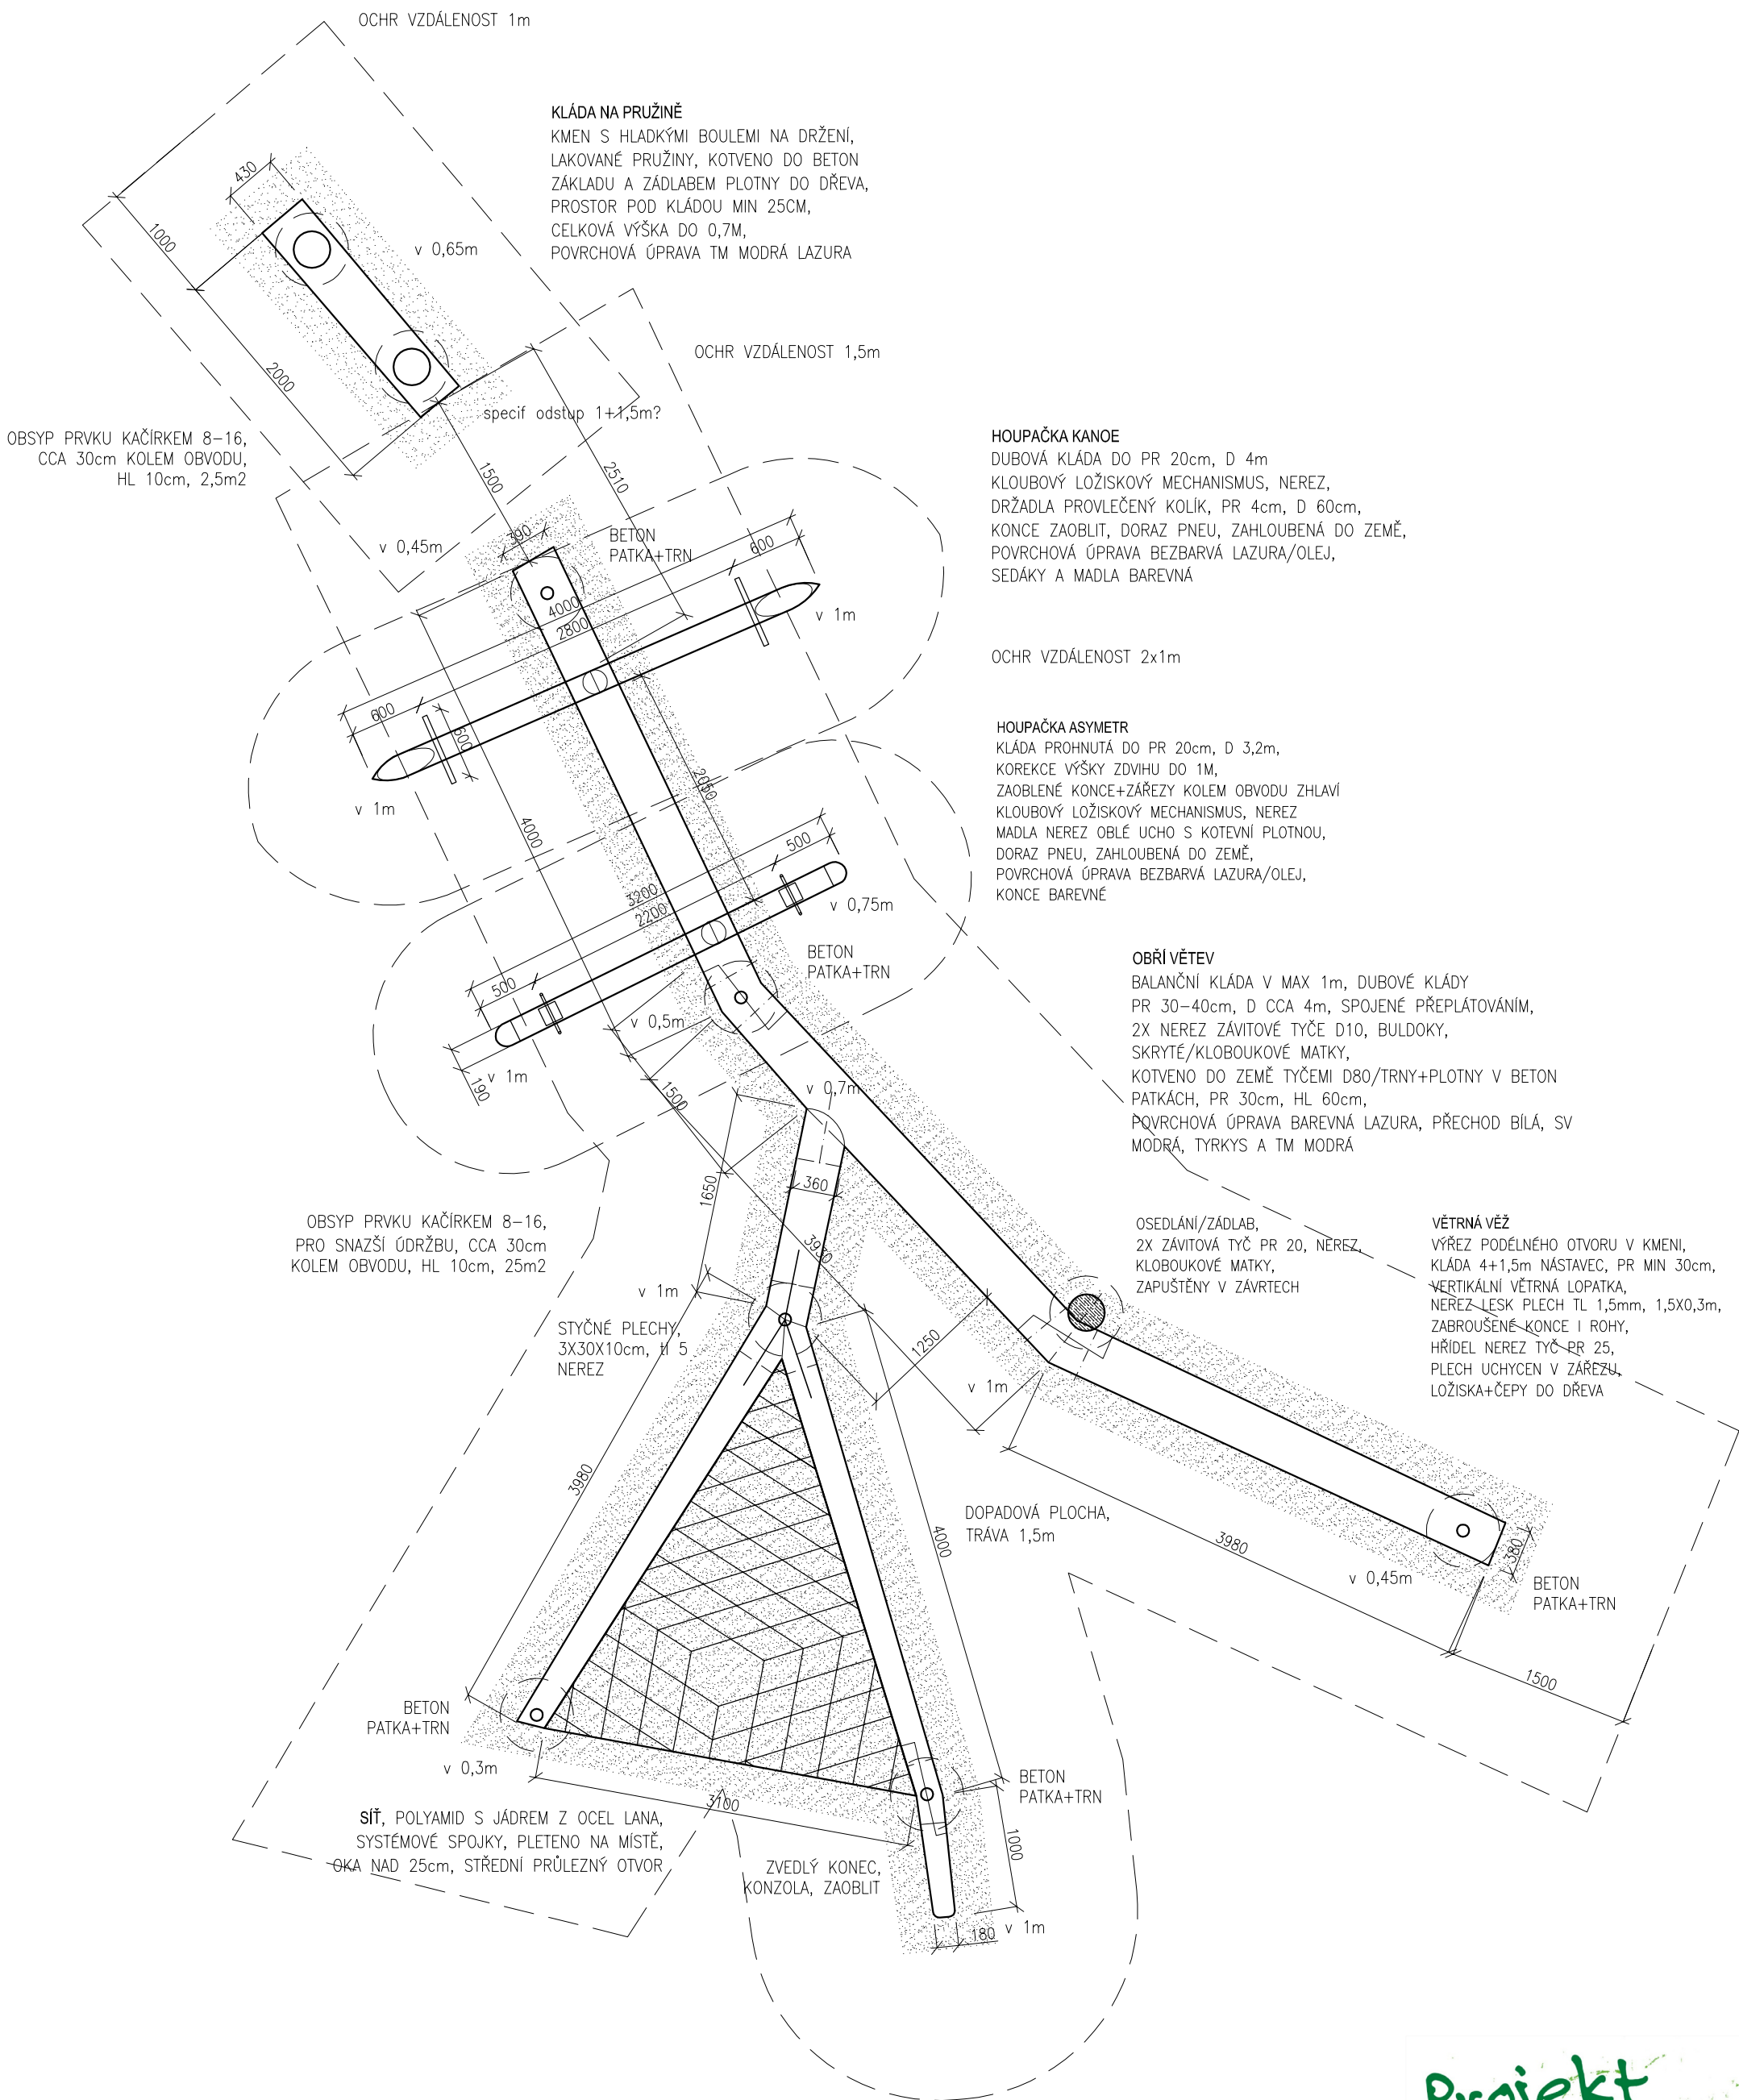 OCHR VZDÁLENOST 1m
KLÁDA NA PRUŽINĚ
KMEN S HLADKÝMI BOULEMI NA DRŽENÍ,
LAKOVANÉ PRUŽINY, KOTVENO DO BETON
ZÁKLADU A ZÁDLABEM PLOTNY DO DŘEVA,
PROSTOR POD KLÁDOU MIN 25CM,
CELKOVÁ VÝŠKA DO 0,7M,
POVRCHOVÁ ÚPRAVA TM MODRÁ LAZURA
430
1000
v 0,65m
2000
OCHR VZDÁLENOST 1,5m
specif odstup 1+1,5m?
OBSYP PRVKU KAČÍRKEM 8-16,
CCA 30cm KOLEM OBVODU,
HL 10cm, 2,5m2
1500
2510
HOUPAČKA KANOE
DUBOVÁ KLÁDA DO PR 20cm, D 4m
KLOUBOVÝ LOŽISKOVÝ MECHANISMUS, NEREZ,
DRŽADLA PROVLEČENÝ KOLÍK, PR 4cm, D 60cm,
KONCE ZAOBLIT, DORAZ PNEU, ZAHLOUBENÁ DO ZEMĚ,
POVRCHOVÁ ÚPRAVA BEZBARVÁ LAZURA/OLEJ,
SEDÁKY A MADLA BAREVNÁ
v 0,45m
390
BETON
PATKA+TRN
600
4000
2800
v 1m
OCHR VZDÁLENOST 2x1m
600
600
v 1m
2050
4000
HOUPAČKA ASYMETR
KLÁDA PROHNUTÁ DO PR 20cm, D 3,2m,
KOREKCE VÝŠKY ZDVIHU DO 1M,
ZAOBLENÉ KONCE+ZÁŘEZY KOLEM OBVODU ZHLAVÍ
KLOUBOVÝ LOŽISKOVÝ MECHANISMUS, NEREZ
MADLA NEREZ OBLÉ UCHO S KOTEVNÍ PLOTNOU,
DORAZ PNEU, ZAHLOUBENÁ DO ZEMĚ,
POVRCHOVÁ ÚPRAVA BEZBARVÁ LAZURA/OLEJ,
KONCE BAREVNÉ
500
3200
2200
v 0,75m
BETON
PATKA+TRN
500
v 0,5m
v 1m
190
1500
v 0,7m
OBŘÍ VĚTEV
BALANČNÍ KLÁDA V MAX 1m, DUBOVÉ KLÁDY
PR 30-40cm, D CCA 4m, SPOJENÉ PŘEPLÁTOVÁNÍM,
2X NEREZ ZÁVITOVÉ TYČE D10, BULDOKY,
SKRYTÉ/KLOBOUKOVÉ MATKY,
KOTVENO DO ZEMĚ TYČEMI D80/TRNY+PLOTNY V BETON
PATKÁCH, PR 30cm, HL 60cm,
POVRCHOVÁ ÚPRAVA BAREVNÁ LAZURA, PŘECHOD BÍLÁ, SV
MODRÁ, TYRKYS A TM MODRÁ
1650
360
OBSYP PRVKU KAČÍRKEM 8-16,
PRO SNAZŠÍ ÚDRŽBU, CCA 30cm
KOLEM OBVODU, HL 10cm, 25m2
3950
OSEDLÁNÍ/ZÁDLAB,
2X ZÁVITOVÁ TYČ PR 20, NEREZ,
KLOBOUKOVÉ MATKY,
ZAPUŠTĚNY V ZÁVRTECH
VĚTRNÁ VĚŽ
VÝŘEZ PODÉLNÉHO OTVORU V KMENI,
KLÁDA 4+1,5m NÁSTAVEC, PR MIN 30cm,
VERTIKÁLNÍ VĚTRNÁ LOPATKA,
NEREZ LESK PLECH TL 1,5mm, 1,5X0,3m,
ZABROUŠENÉ KONCE I ROHY,
HŘÍDEL NEREZ TYČ PR 25,
PLECH UCHYCEN V ZÁŘEZU,
LOŽISKA+ČEPY DO DŘEVA
v 1m
STYČNÉ PLECHY,
3X30X10cm, tl 5
NEREZ
1250
v 1m
3980
4000
DOPADOVÁ PLOCHA,
TRÁVA 1,5m
3980
380
v 0,45m
BETON
PATKA+TRN
1500
BETON
PATKA+TRN
v 0,3m
3100
BETON
PATKA+TRN
1000
SÍŤ, POLYAMID S JÁDREM Z OCEL LANA,
SYSTÉMOVÉ SPOJKY, PLETENO NA MÍSTĚ,
OKA NAD 25cm, STŘEDNÍ PRŮLEZNÝ OTVOR
ZVEDLÝ KONEC,
KONZOLA, ZAOBLIT
180
v 1m
Projekt